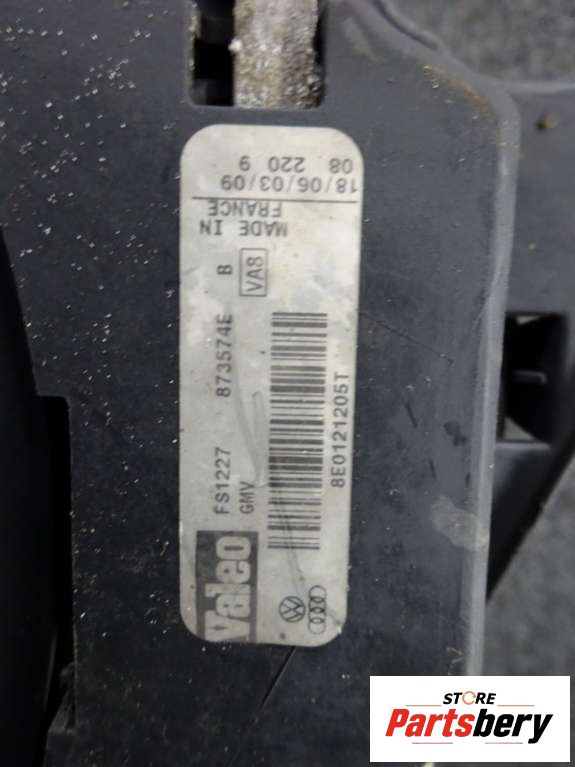 Valeo
FS1227 873574E B
GMV
VA8
8E0121205T
MADE IN
FRANCE
18/06/03/09
08 220 9
STORE
Partsbery